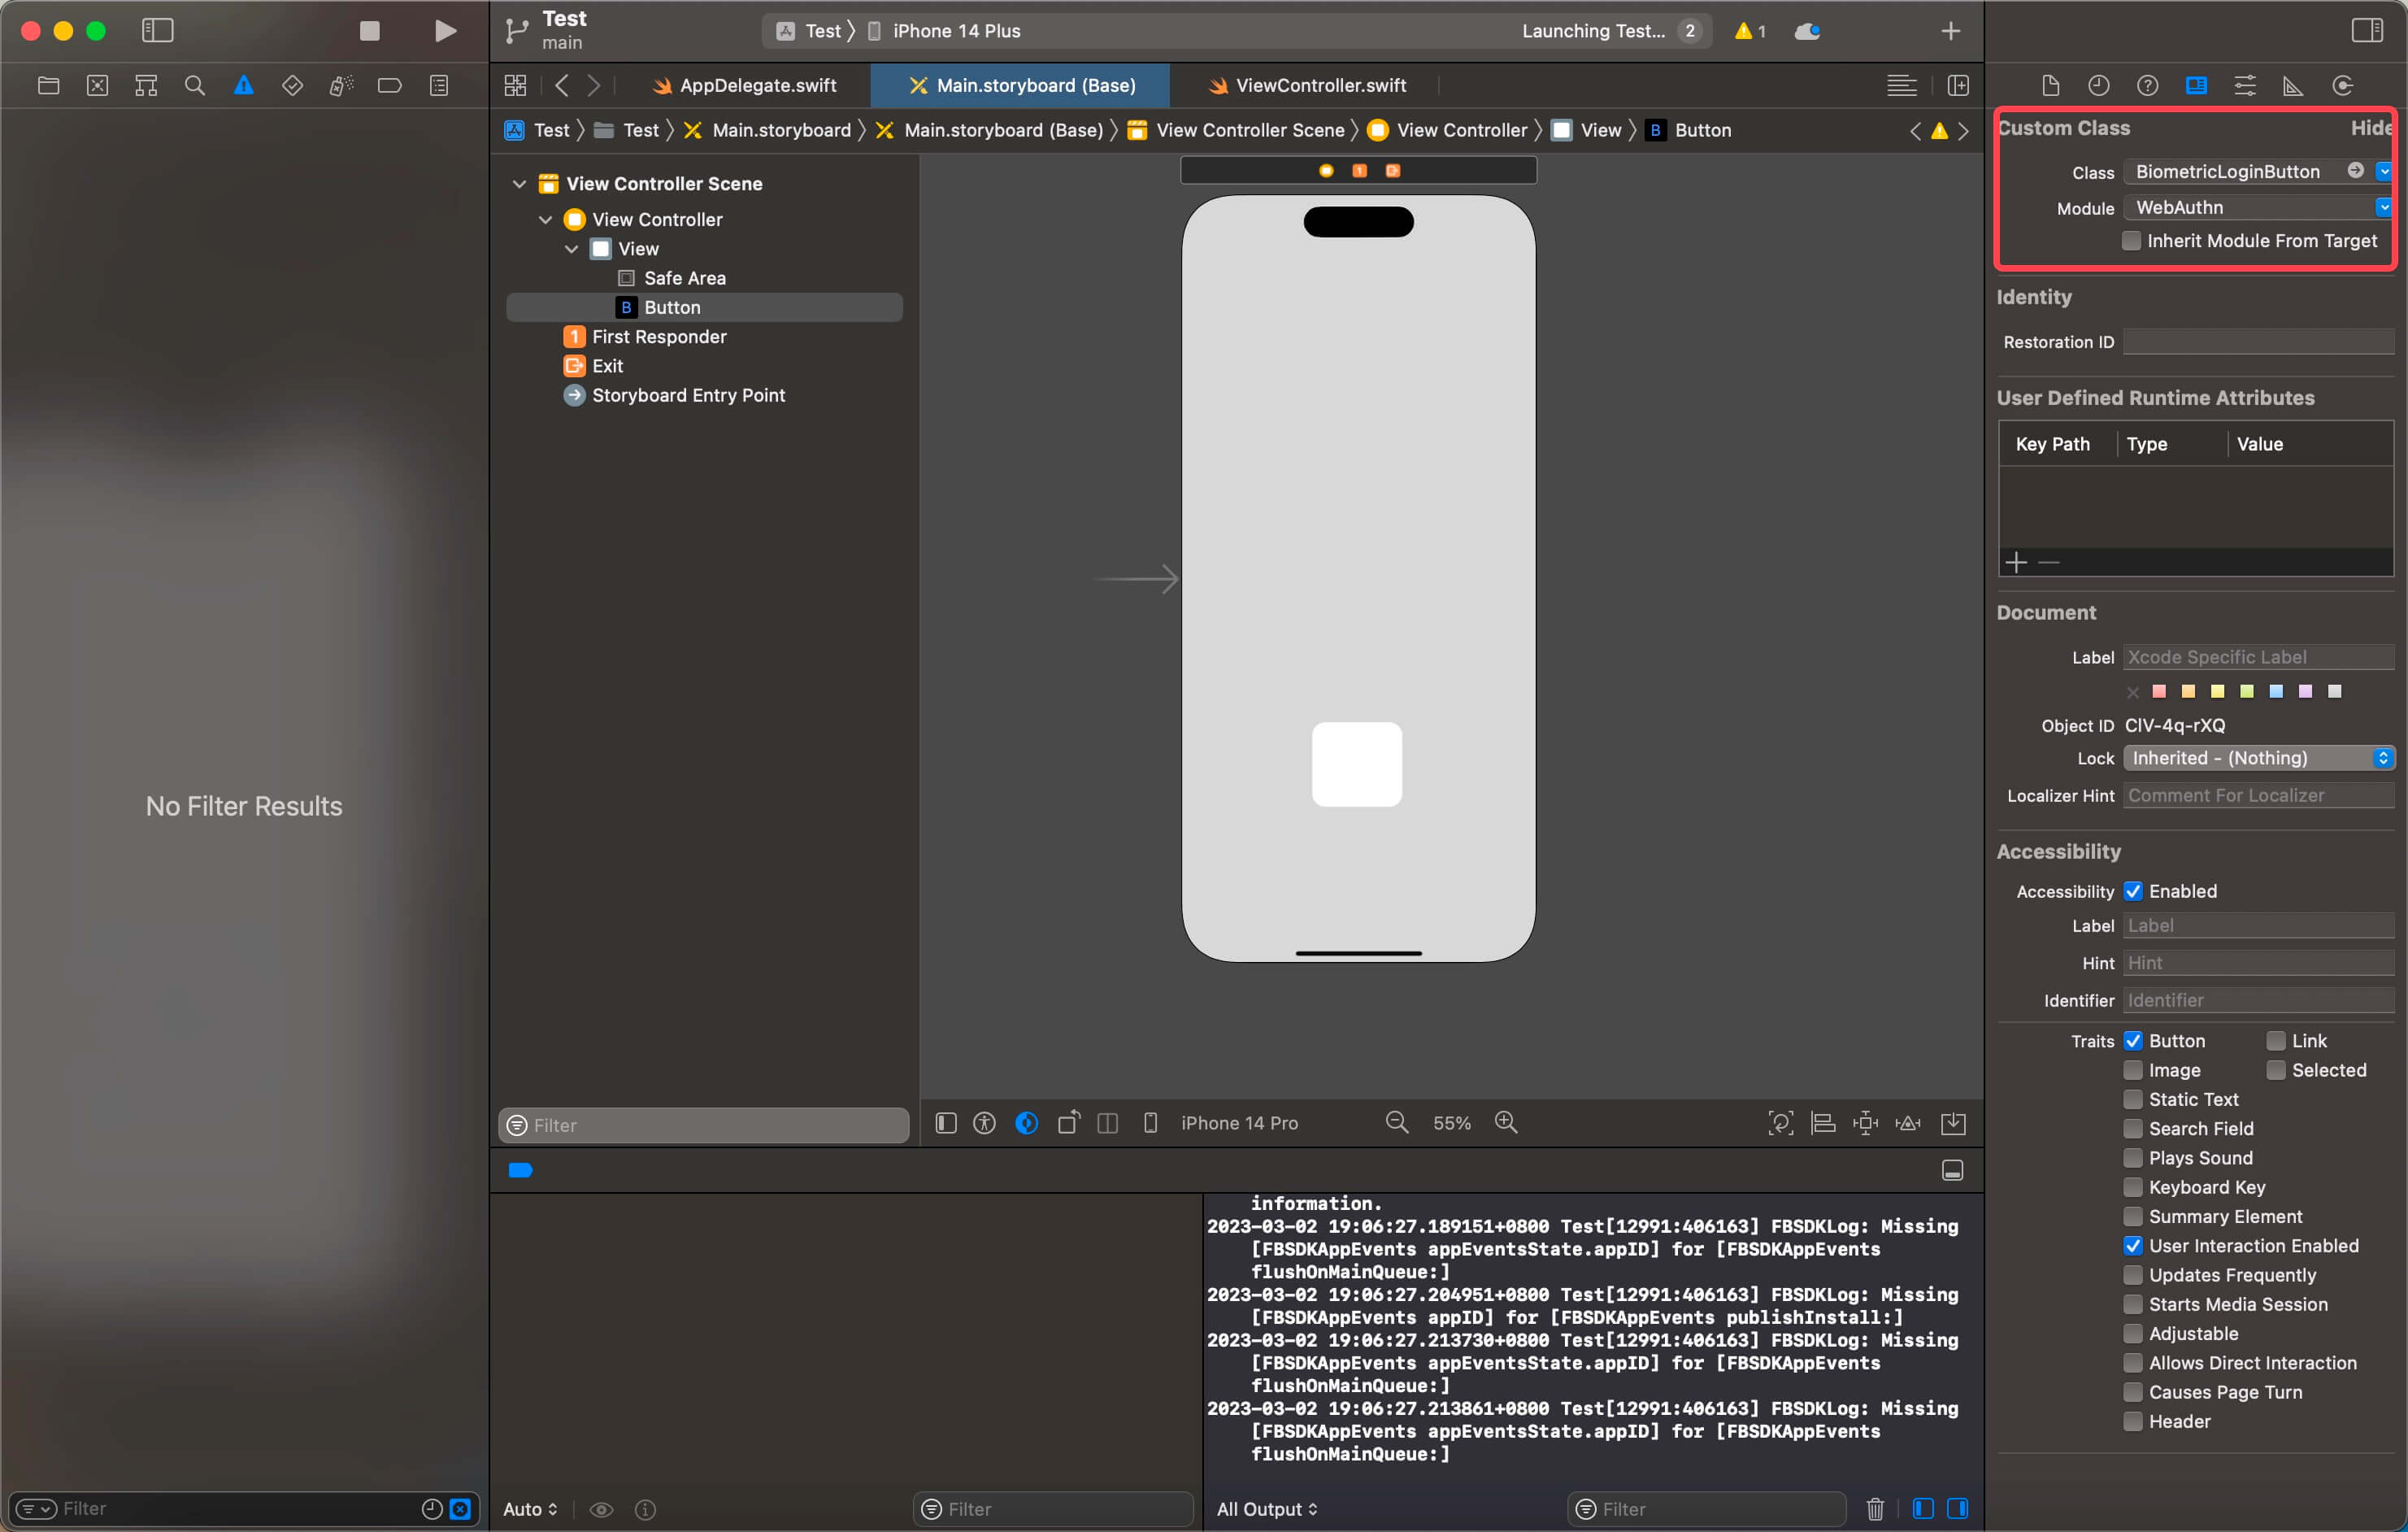 Test
main
Test
iPhone 14 Plus
Launching Test...
2
1
AppDelegate.swift
Main.storyboard (Base)
ViewController.swift
Test
Test
Main.storyboard
Main.storyboard (Base)
View Controller Scene
View Controller
View
B Button
View Controller Scene
View Controller
View
Safe Area
B Button
1 First Responder
Exit
Storyboard Entry Point
No Filter Results
Filter
Filter
iPhone 14 Pro
55%
Auto
Filter
information.
2023-03-02 19:06:27.189151+0800 Test[12991:406163] FBSDKLog: Missing
[FBSDKAppEvents appEventsState.appID] for [FBSDKAppEvents
flushOnMainQueue:]
2023-03-02 19:06:27.204951+0800 Test[12991:406163] FBSDKLog: Missing
[FBSDKAppEvents appID] for [FBSDKAppEvents publishInstall:]
2023-03-02 19:06:27.213730+0800 Test[12991:406163] FBSDKLog: Missing
[FBSDKAppEvents appEventsState.appID] for [FBSDKAppEvents
flushOnMainQueue:]
2023-03-02 19:06:27.213861+0800 Test[12991:406163] FBSDKLog: Missing
[FBSDKAppEvents appEventsState.appID] for [FBSDKAppEvents
flushOnMainQueue:]
All Output
Filter
Custom Class
Hide
Class BiometricLoginButton
Module WebAuthn
Inherit Module From Target
Identity
Restoration ID
User Defined Runtime Attributes
Key Path Type Value
Document
Label Xcode Specific Label
Object ID ClV-4q-rXQ
Lock Inherited - (Nothing)
Localizer Hint Comment For Localizer
Accessibility
Accessibility Enabled
Label Label
Hint Hint
Identifier Identifier
Traits Button Link
Image Selected
Static Text
Search Field
Plays Sound
Keyboard Key
Summary Element
User Interaction Enabled
Updates Frequently
Starts Media Session
Adjustable
Allows Direct Interaction
Causes Page Turn
Header